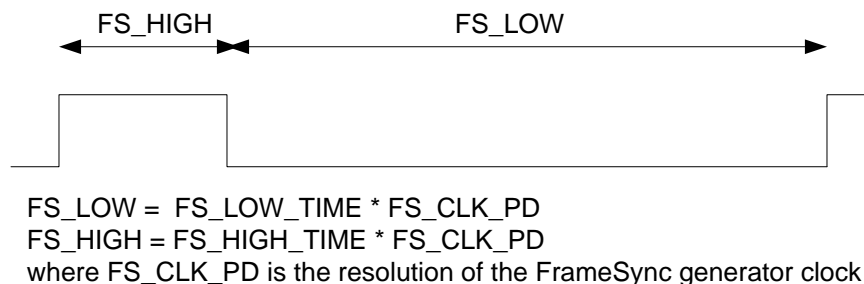 FS_HIGH FS_LOW
FS_LOW = FS_LOW_TIME * FS_CLK_PD
FS_HIGH = FS_HIGH_TIME * FS_CLK_PD
where FS_CLK_PD is the resolution of the FrameSync generator clock